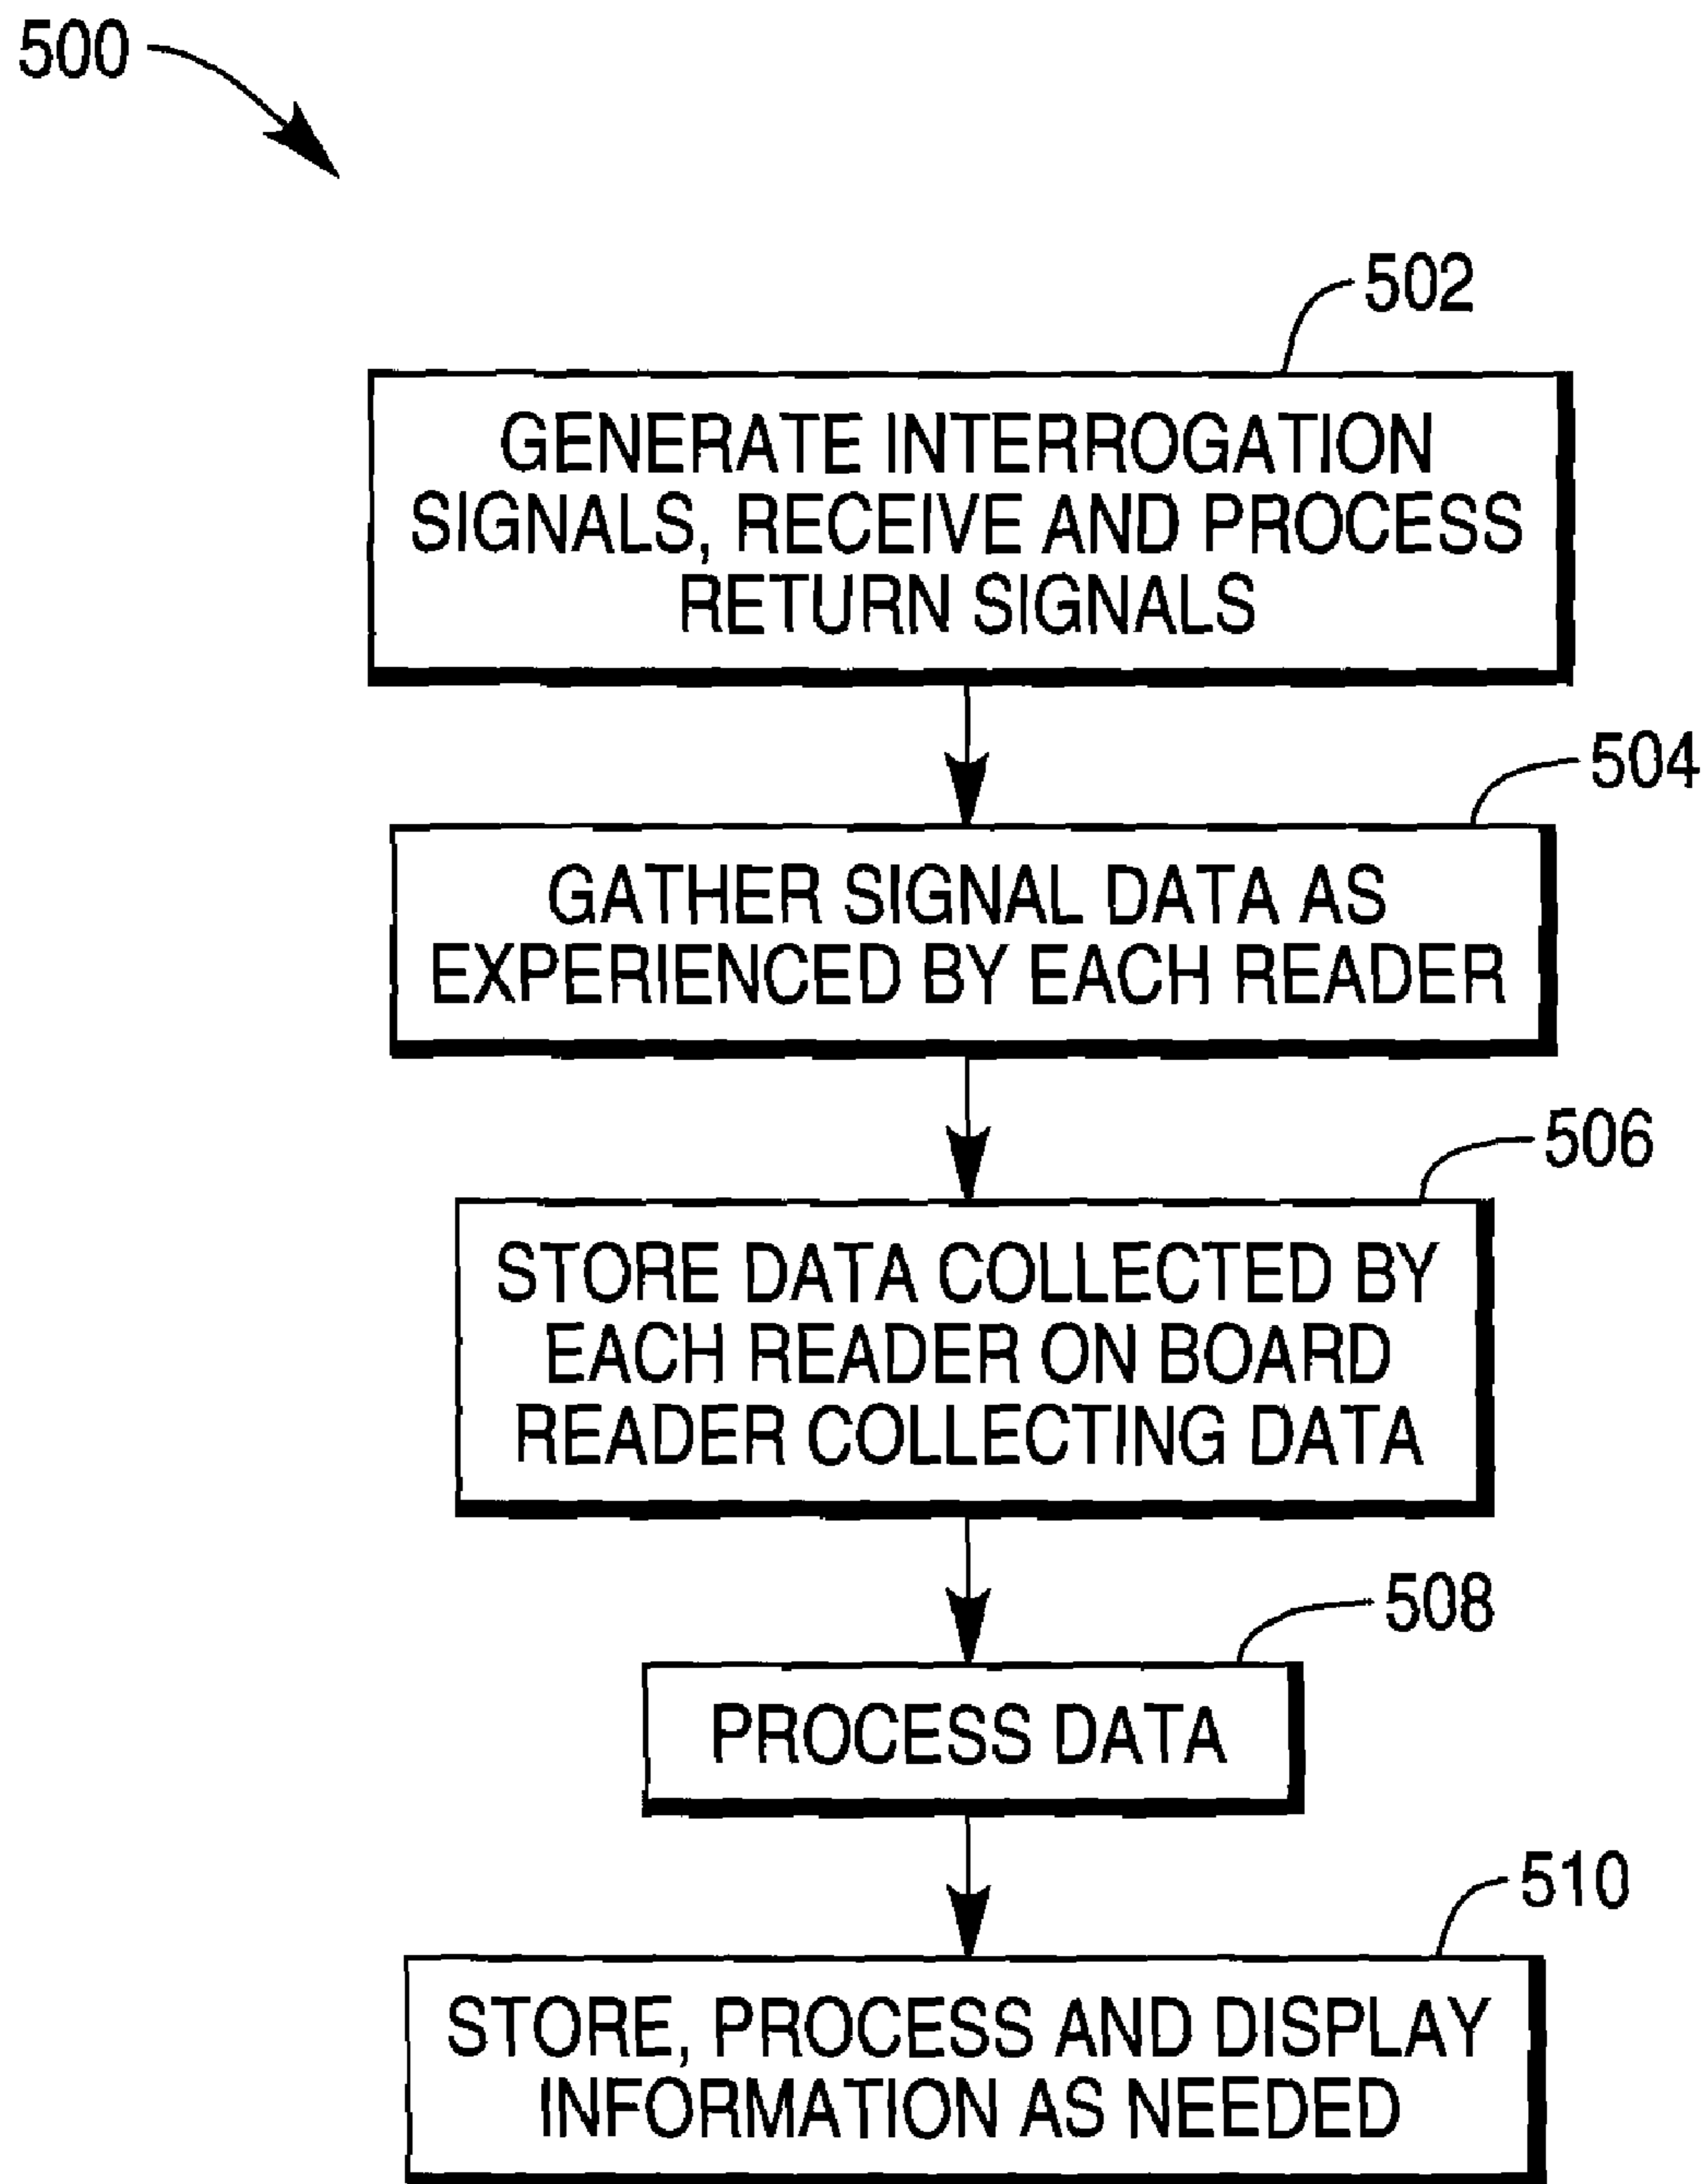 500
502
GENERATE INTERROGATION
SIGNALS, RECEIVE AND PROCESS
RETURN SIGNALS
504
GATHER SIGNAL DATA AS
EXPERIENCED BY EACH READER
506
STORE DATA COLLECTED BY
EACH READER ON BOARD
READER COLLECTING DATA
508
PROCESS DATA
510
STORE, PROCESS AND DISPLAY
INFORMATION AS NEEDED